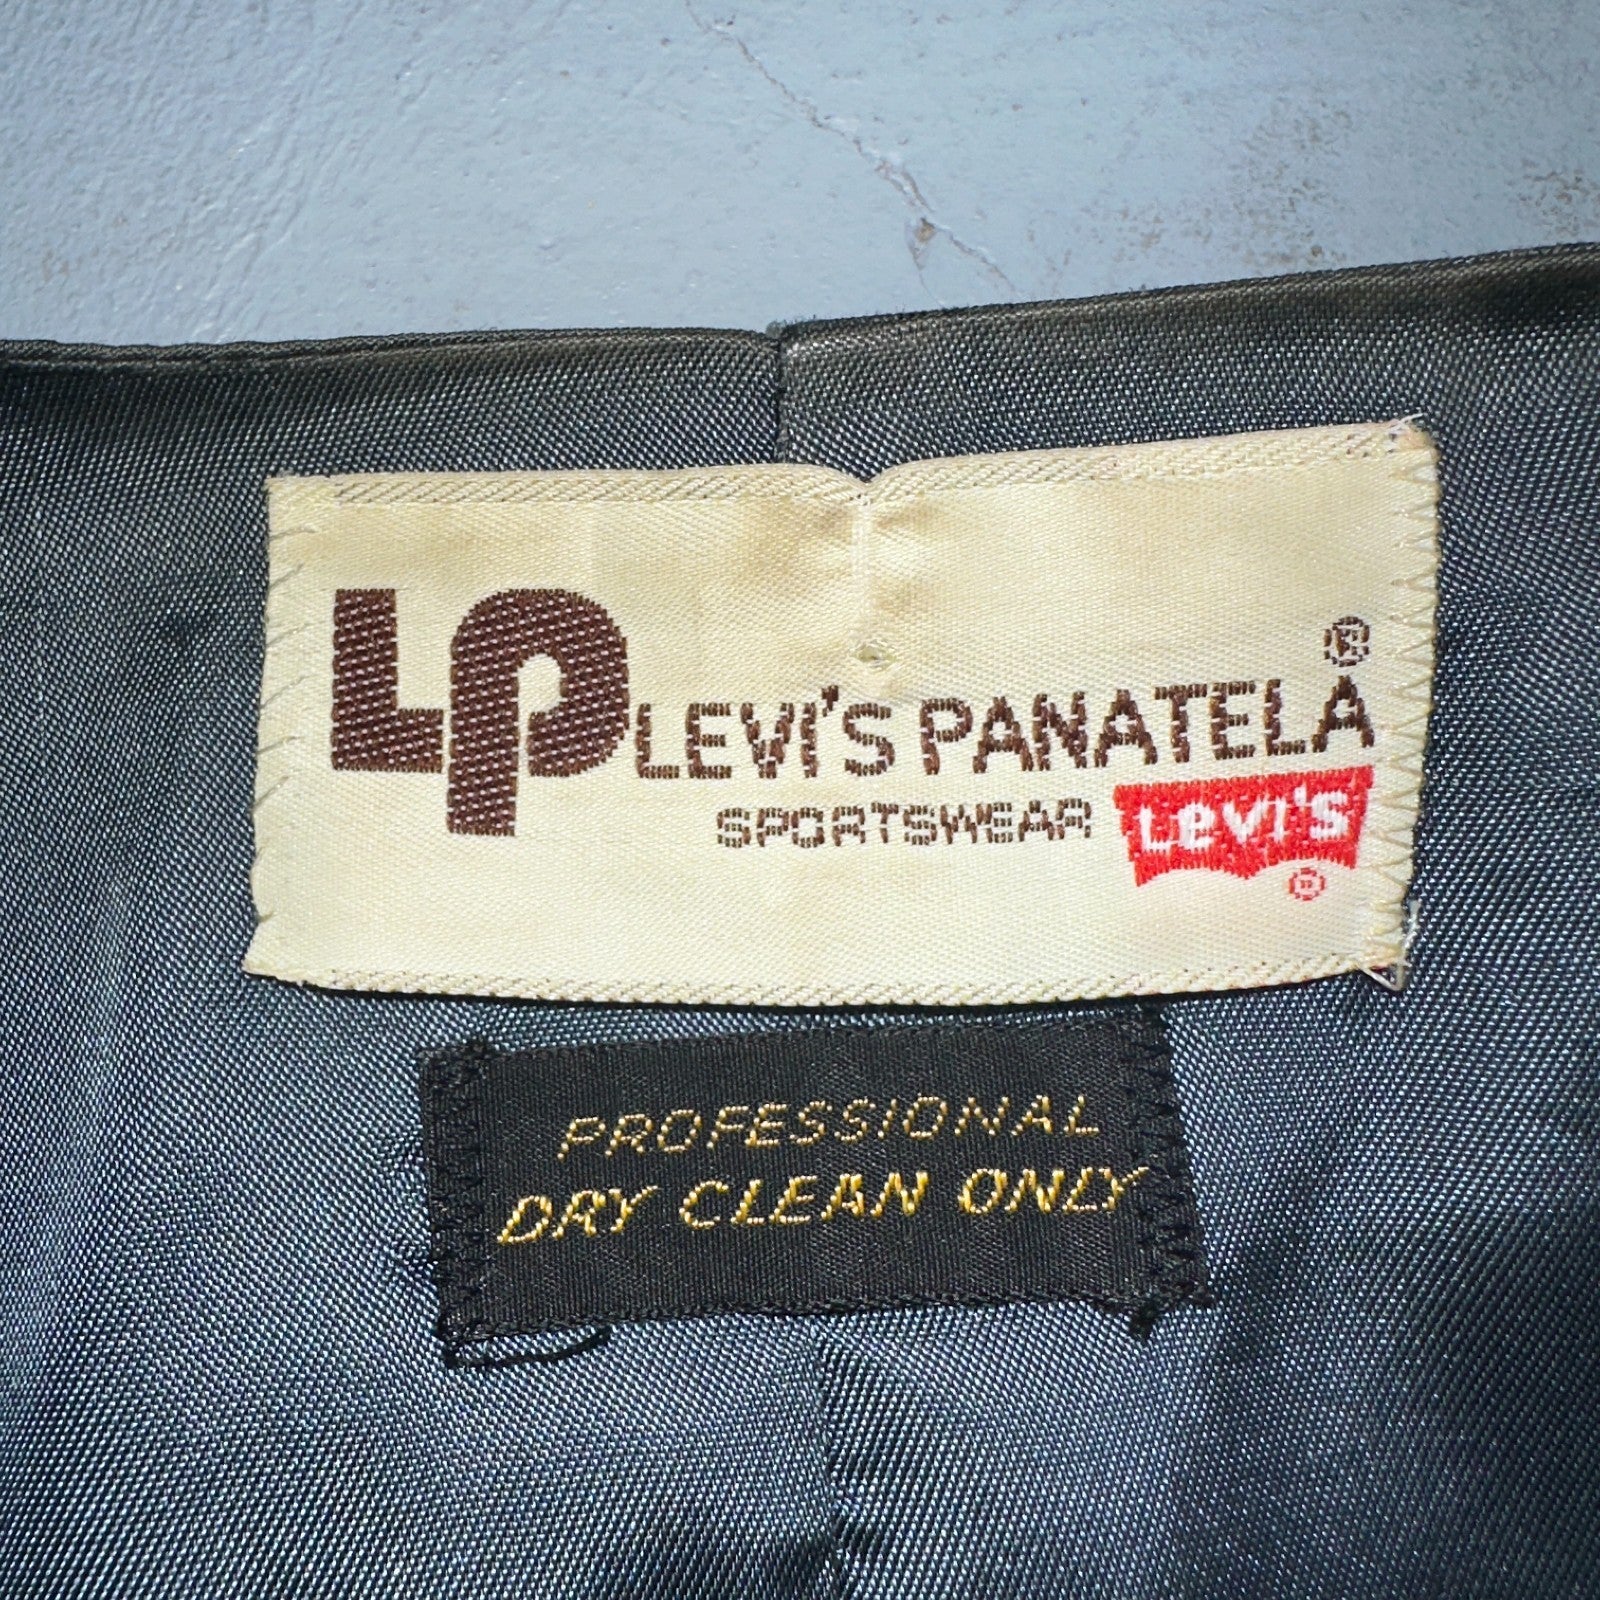 LP LEVI'S PANATELA ®
SPORTSWEAR
LEVI'S
®
PROFESSIONAL
DRY CLEAN ONLY